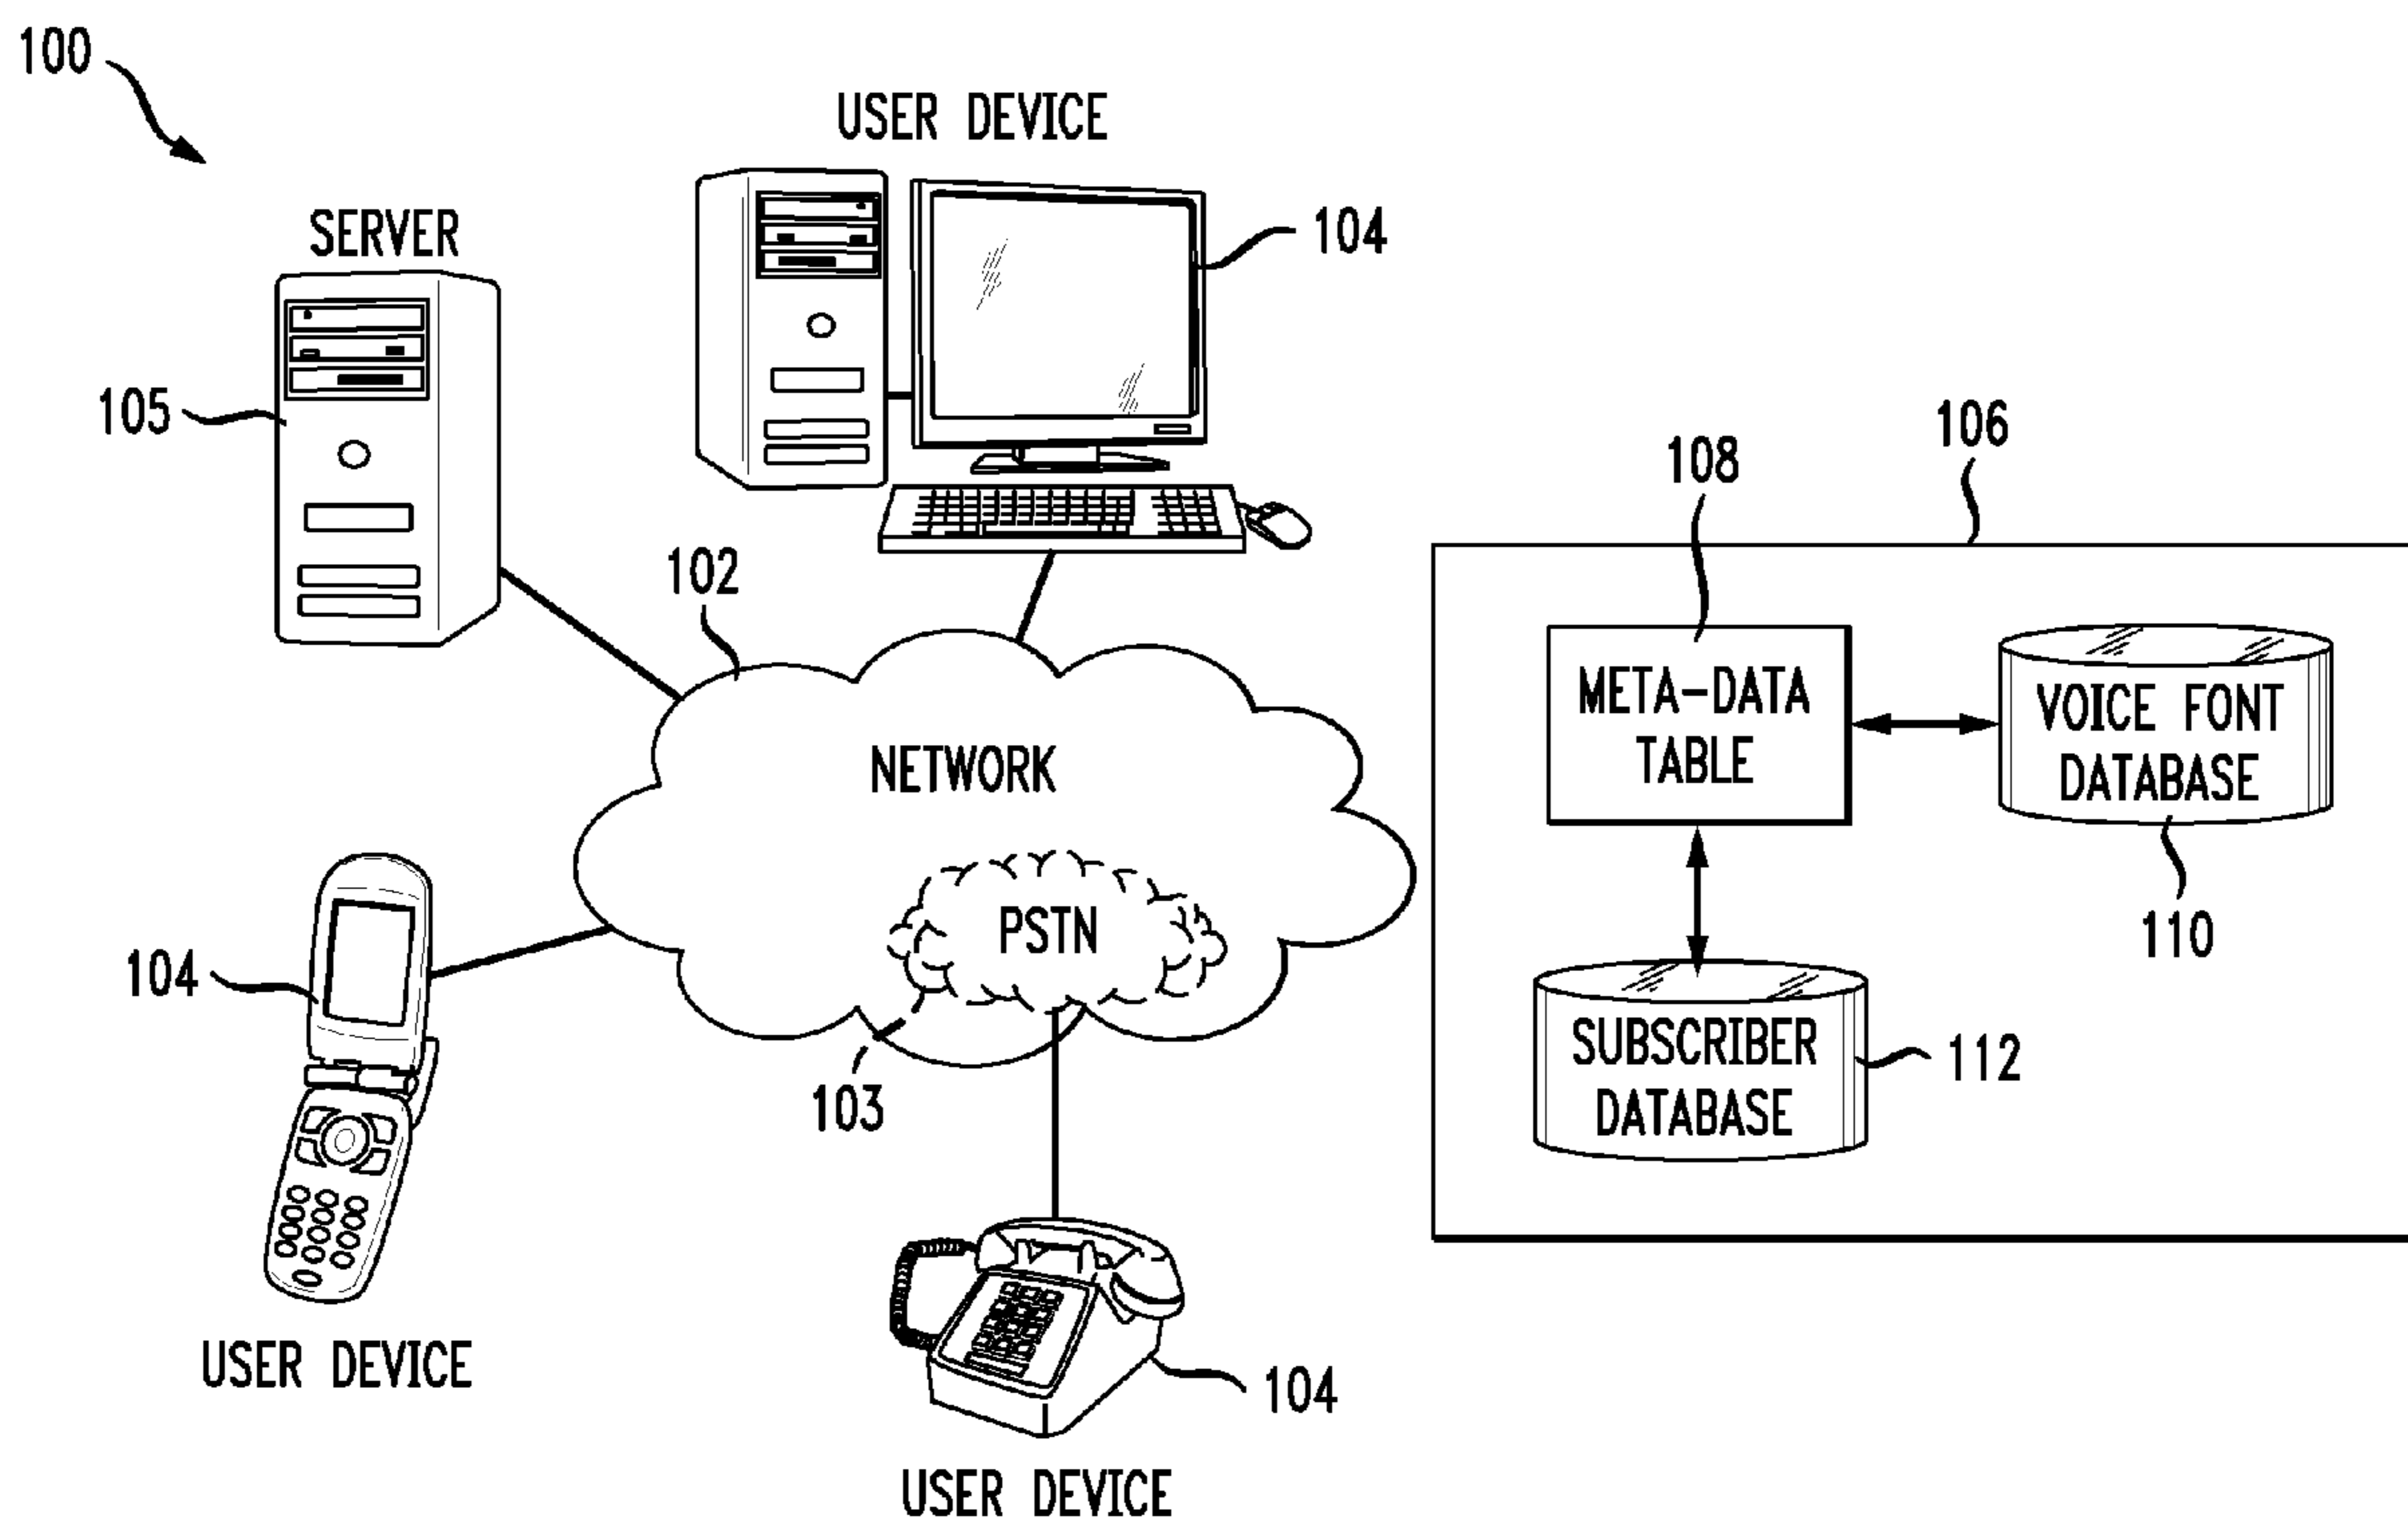 100
USER DEVICE
SERVER
104
105
106
108
102
META-DATA
TABLE
VOICE FONT
DATABASE
NETWORK
PSTN
110
104
SUBSCRIBER
DATABASE
112
103
USER DEVICE
104
USER DEVICE